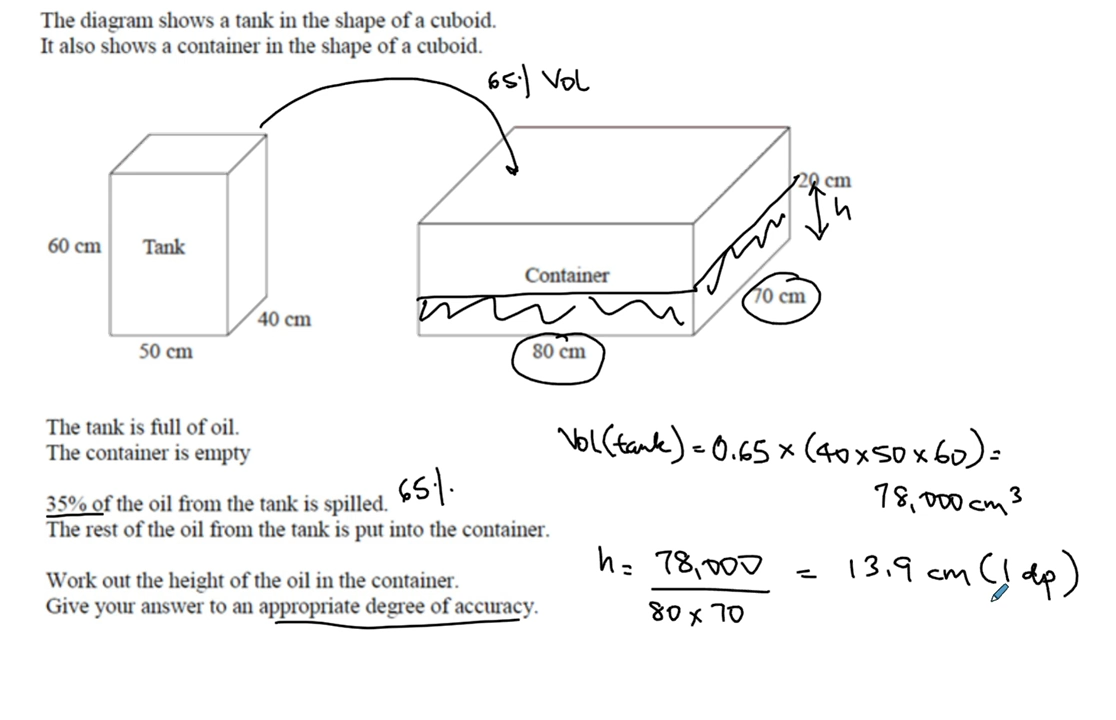 The diagram shows a tank in the shape of a cuboid.
It also shows a container in the shape of a cuboid.
65% Vol
20 cm
h
60 cm
Tank
Container
70 cm
40 cm
50 cm
80 cm
The tank is full of oil.
The container is empty
Vol(tank) = 0.65 × (40×50×60) =
78,000 cm³
65%.
35% of the oil from the tank is spilled.
The rest of the oil from the tank is put into the container.
h = 78,000 / 80 × 70 = 13.9 cm (1 dp)
Work out the height of the oil in the container.
Give your answer to an appropriate degree of accuracy.